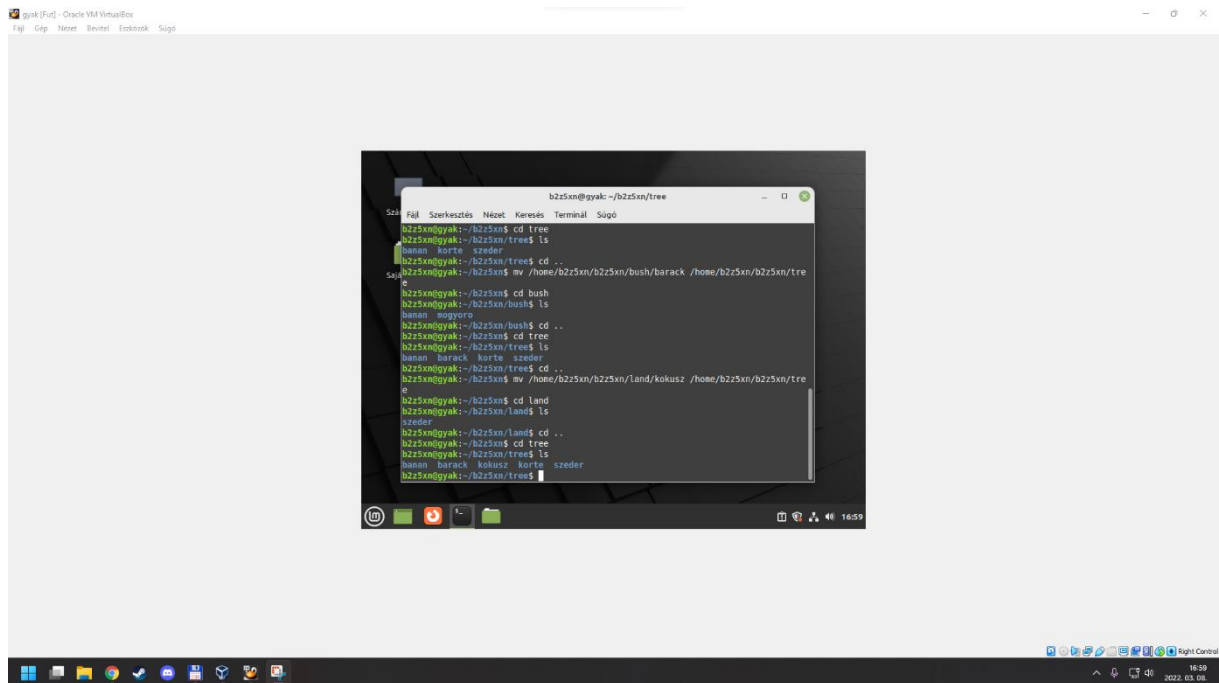 gyak [Fut] - Oracle VM VirtualBox
Fájl Gép Nézet Bevitel Eszközök Súgó
b2z5xn@gyak: ~/b2z5xn/tree
Fájl Szerkesztés Nézet Keresés Terminál Súgó
b2z5xn@gyak:~/b2z5xn$ cd tree
b2z5xn@gyak:~/b2z5xn/tree$ ls
banan korte szeder
b2z5xn@gyak:~/b2z5xn/tree$ cd ..
b2z5xn@gyak:~/b2z5xn$ mv /home/b2z5xn/b2z5xn/bush/barack /home/b2z5xn/b2z5xn/tre
e
b2z5xn@gyak:~/b2z5xn$ cd bush
b2z5xn@gyak:~/b2z5xn/bush$ ls
banan mogyoro
b2z5xn@gyak:~/b2z5xn/bush$ cd ..
b2z5xn@gyak:~/b2z5xn$ cd tree
b2z5xn@gyak:~/b2z5xn/tree$ ls
banan barack korte szeder
b2z5xn@gyak:~/b2z5xn/tree$ cd ..
b2z5xn@gyak:~/b2z5xn$ mv /home/b2z5xn/b2z5xn/land/kokusz /home/b2z5xn/b2z5xn/tre
e
b2z5xn@gyak:~/b2z5xn$ cd land
b2z5xn@gyak:~/b2z5xn/land$ ls
szeder
b2z5xn@gyak:~/b2z5xn/land$ cd ..
b2z5xn@gyak:~/b2z5xn$ cd tree
b2z5xn@gyak:~/b2z5xn/tree$ ls
banan barack kokusz korte szeder
b2z5xn@gyak:~/b2z5xn/tree$
16:59
Right Control
16:59
2022. 03. 08.